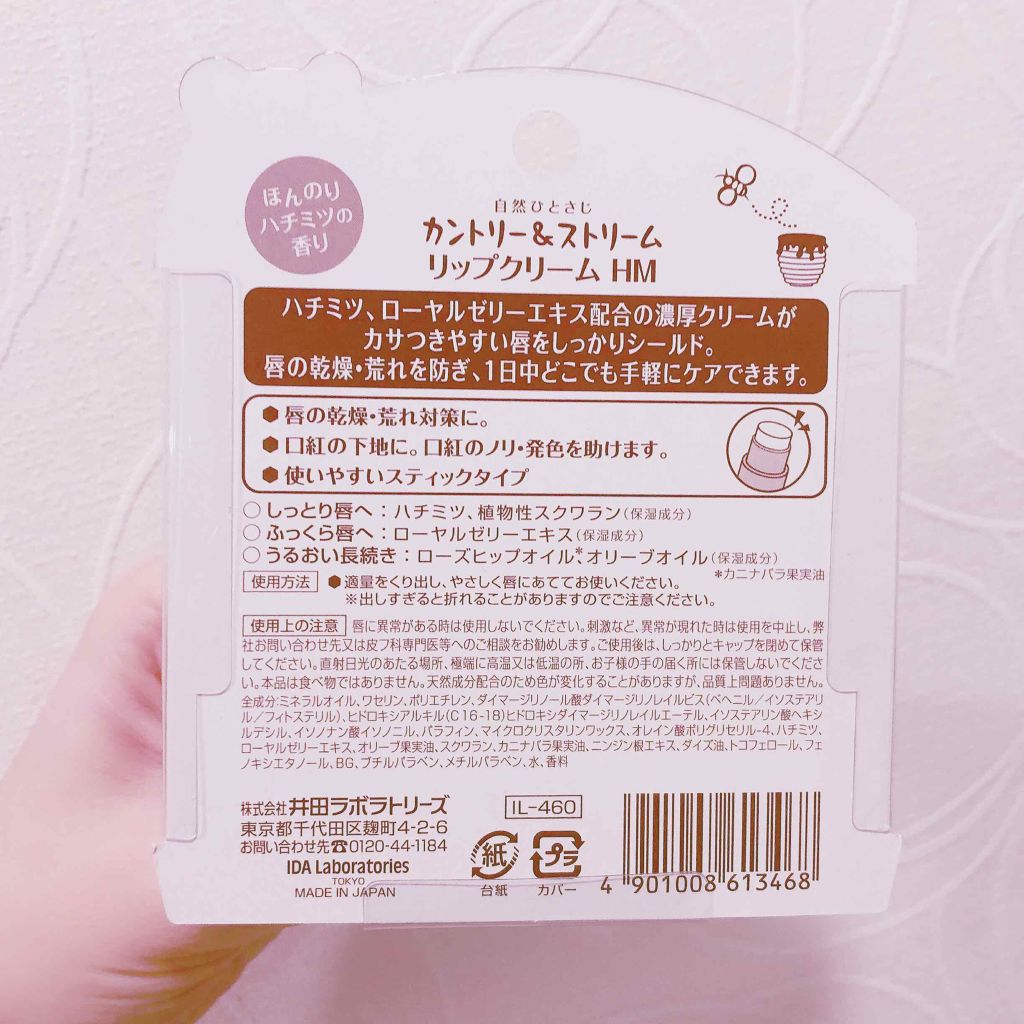 ほんのり
ハチミツの
香り
自然ひとさじ
カントリー&ストリーム
リップクリーム HM
ハチミツ、ローヤルゼリーエキス配合の濃厚クリームが
カサつきやすい唇をしっかりシールド。
唇の乾燥・荒れを防ぎ、1日中どこでも手軽にケアできます。
●唇の乾燥・荒れ対策に。
●口紅の下地に。口紅のノリ・発色を助けます。
●使いやすいスティックタイプ
○しっとり唇へ：ハチミツ、植物性スクワラン（保湿成分）
○ふっくら唇へ：ローヤルゼリーエキス（保湿成分）
○うるおい長続き：ローズヒップオイル*、オリーブオイル（保湿成分）
*カニナバラ果実油
使用方法 ●適量をくり出し、やさしく唇にあててお使いください。
※出しすぎると折れることがありますのでご注意ください。
使用上の注意 唇に異常がある時は使用しないでください。刺激など、異常が現れた時は使用を中止し、弊
社お問い合わせ先又は皮フ科専門医等へのご相談をお勧めします。ご使用後は、しっかりとキャップを閉めて保管
してください。直射日光のあたる場所、極端に高温又は低温の所、お子様の手の届く所には保管しないでくださ
い。本品は食べ物ではありません。天然成分配合のため色が変化することがありますが、品質上問題ありません。
全成分:ミネラルオイル、ワセリン、ポリエチレン、ダイマージリノール酸ダイマージリノレイルビス(ベヘニル／イソステアリ
ル／フィトステリル)、ヒドロキシアルキル(C16-18)ヒドロキシダイマージリノレイルエーテル、イソステアリン酸ヘキシ
ルデシル、イソノナン酸イソノニル、パラフィン、マイクロクリスタリンワックス、オレイン酸ポリグリセリル-4、ハチミツ、
ローヤルゼリーエキス、オリーブ果実油、スクワラン、カニナバラ果実油、ニンジン根エキス、ダイズ油、トコフェロール、フェ
ノキシエタノール、BG、ブチルパラベン、メチルパラベン、水、香料
株式会社 井田ラボラトリーズ
東京都千代田区麹町4-2-6
お問い合わせ先☎0120-44-1184
IDA Laboratories
TOKYO
MADE IN JAPAN
IL-460
紙
台紙
プラ
カバー
4 901008 613468